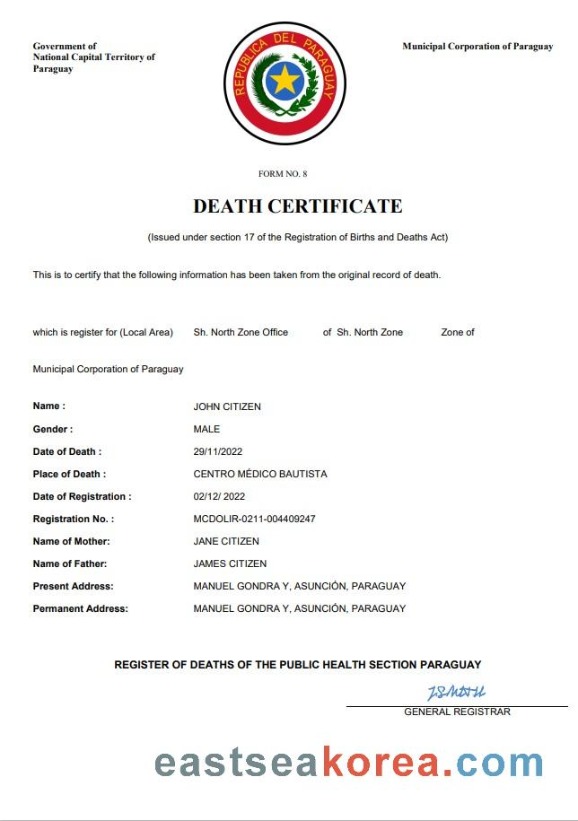 Government of
National Capital Territory of
Paraguay
Municipal Corporation of Paraguay
REPUBLICA DEL PARAGUAY
FORM NO. 8
DEATH CERTIFICATE
(Issued under section 17 of the Registration of Births and Deaths Act)
This is to certify that the following information has been taken from the original record of death.
which is register for (Local Area) Sh. North Zone Office of Sh. North Zone Zone of
Municipal Corporation of Paraguay
Name : JOHN CITIZEN
Gender : MALE
Date of Death : 29/11/2022
Place of Death : CENTRO MÉDICO BAUTISTA
Date of Registration : 02/12/ 2022
Registration No. : MCDOLIR-0211-004409247
Name of Mother: JANE CITIZEN
Name of Father: JAMES CITIZEN
Present Address: MANUEL GONDRA Y, ASUNCIÓN, PARAGUAY
Permanent Address: MANUEL GONDRA Y, ASUNCIÓN, PARAGUAY
REGISTER OF DEATHS OF THE PUBLIC HEALTH SECTION PARAGUAY
GENERAL REGISTRAR
eastseakorea.com